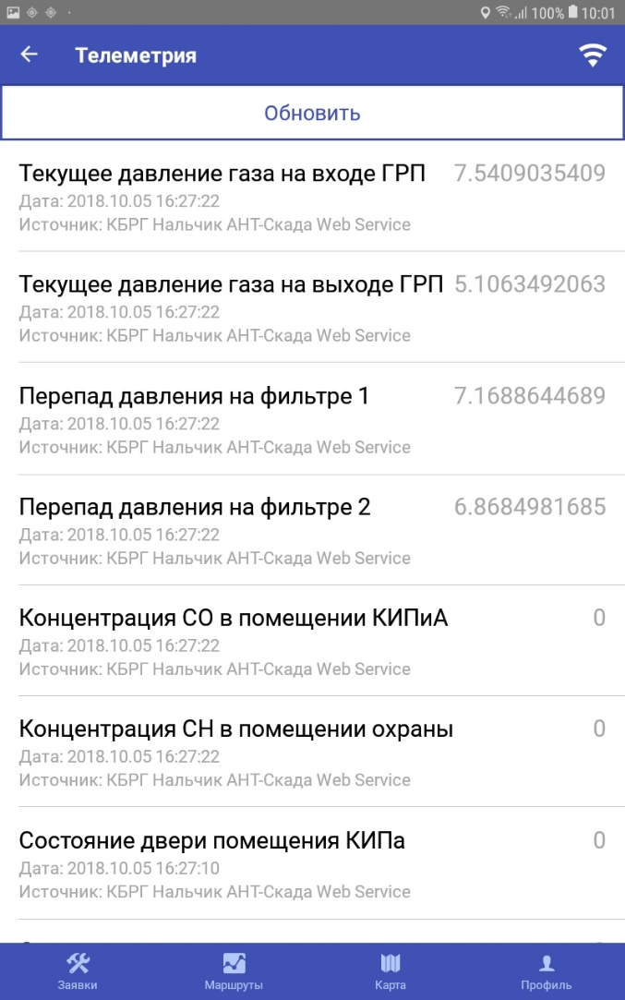 100% 10:01
Телеметрия
Обновить
Текущее давление газа на входе ГРП 7.5409035409
Дата: 2018.10.05 16:27:22
Источник: КБРГ Нальчик АНТ-Скада Web Service
Текущее давление газа на выходе ГРП 5.1063492063
Дата: 2018.10.05 16:27:22
Источник: КБРГ Нальчик АНТ-Скада Web Service
Перепад давления на фильтре 1 7.1688644689
Дата: 2018.10.05 16:27:22
Источник: КБРГ Нальчик АНТ-Скада Web Service
Перепад давления на фильтре 2 6.8684981685
Дата: 2018.10.05 16:27:22
Источник: КБРГ Нальчик АНТ-Скада Web Service
Концентрация СО в помещении КИПиА 0
Дата: 2018.10.05 16:27:22
Источник: КБРГ Нальчик АНТ-Скада Web Service
Концентрация СН в помещении охраны 0
Дата: 2018.10.05 16:27:22
Источник: КБРГ Нальчик АНТ-Скада Web Service
Состояние двери помещения КИПа 0
Дата: 2018.10.05 16:27:10
Источник: КБРГ Нальчик АНТ-Скада Web Service
Заявки Маршруты Карта Профиль